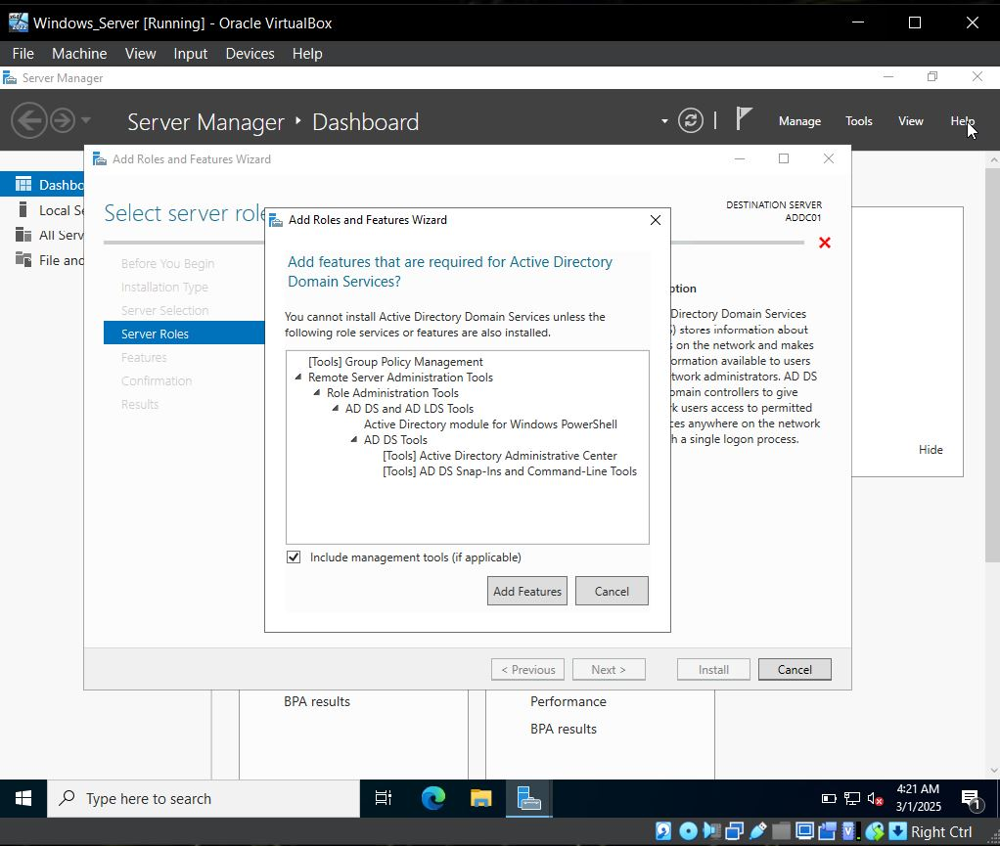 Windows_Server [Running] - Oracle VirtualBox
File Machine View Input Devices Help
Server Manager
Server Manager Dashboard
Manage Tools View Help
Add Roles and Features Wizard
Dashbo
Local Se
All Serv
File and
Select server role
DESTINATION SERVER
ADDC01
Before You Begin
Installation Type
Server Selection
Server Roles
Features
Confirmation
Results
Add Roles and Features Wizard
Add features that are required for Active Directory
Domain Services?
You cannot install Active Directory Domain Services unless the
following role services or features are also installed.
[Tools] Group Policy Management
Remote Server Administration Tools
Role Administration Tools
AD DS and AD LDS Tools
Active Directory module for Windows PowerShell
AD DS Tools
[Tools] Active Directory Administrative Center
[Tools] AD DS Snap-Ins and Command-Line Tools
Include management tools (if applicable)
Add Features Cancel
ption
Directory Domain Services
) stores information about
s on the network and makes
ormation available to users
twork administrators. AD DS
omain controllers to give
rk users access to permitted
ces anywhere on the network
h a single logon process.
Hide
< Previous Next > Install Cancel
BPA results
Performance
BPA results
Type here to search
4:21 AM
3/1/2025
1
Right Ctrl